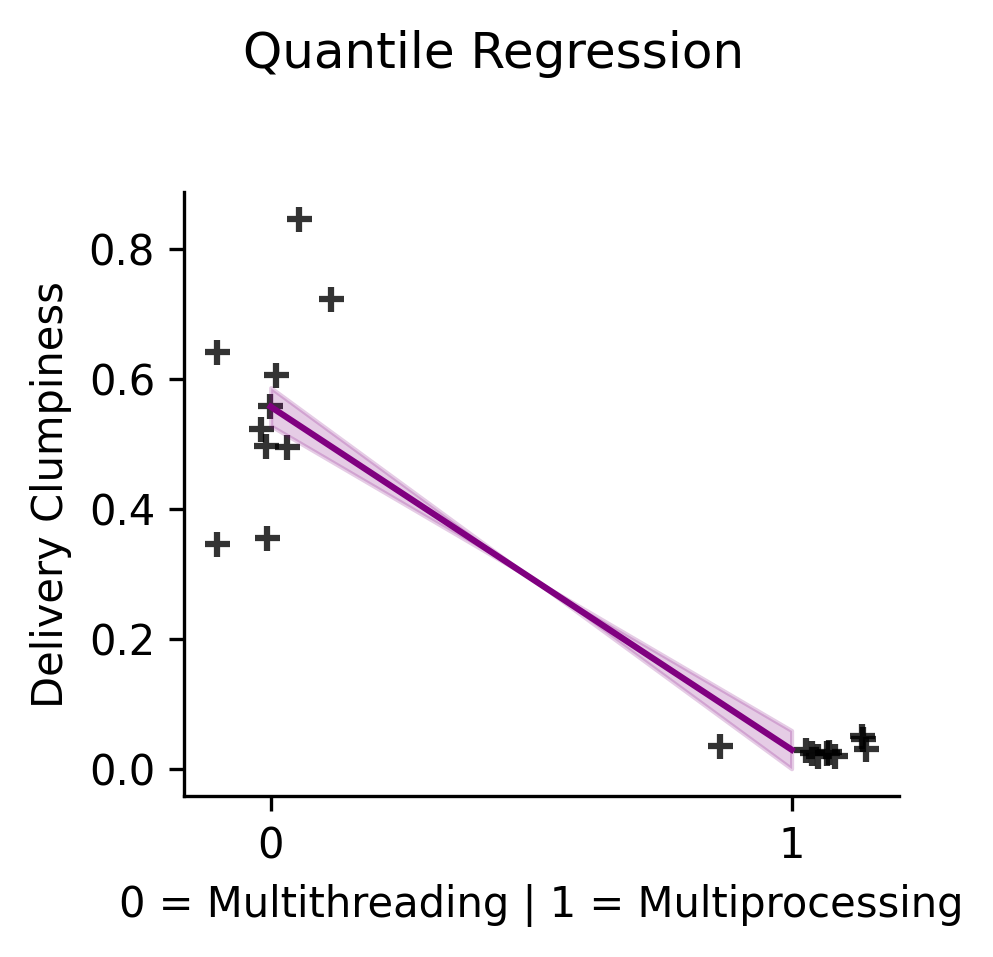 Quantile Regression
0.8
0.6
0.4
0.2
0.0
Delivery Clumpiness
0 1
0 = Multithreading | 1 = Multiprocessing